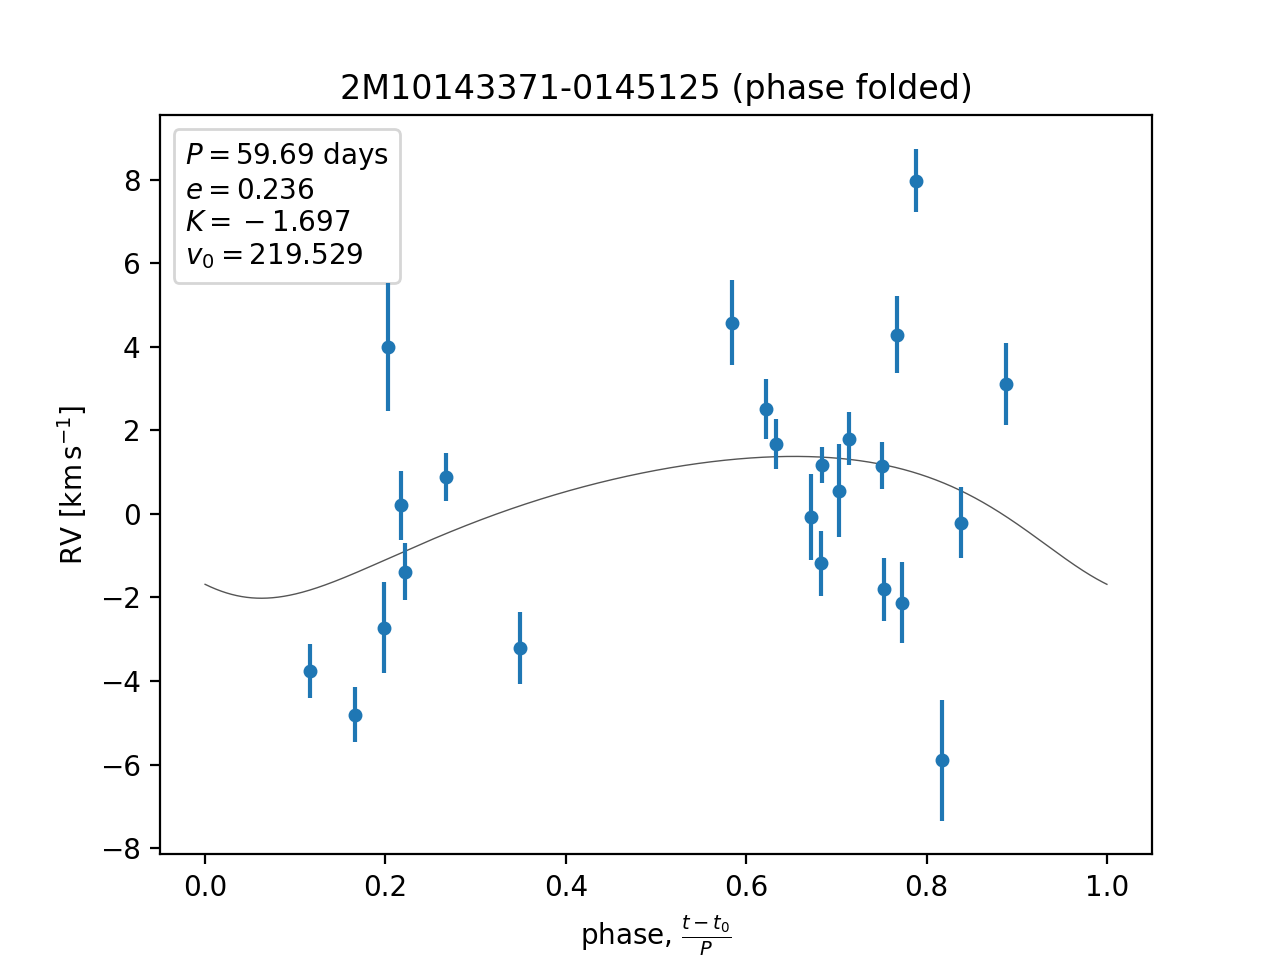 2M10143371-0145125 (phase folded)
P = 59.69 days
e = 0.236
K = −1.697
v₀ = 219.529
8
6
4
2
0
−2
−4
−6
−8
RV [km s⁻¹]
0.0 0.2 0.4 0.6 0.8 1.0
phase, (t − t₀)/P